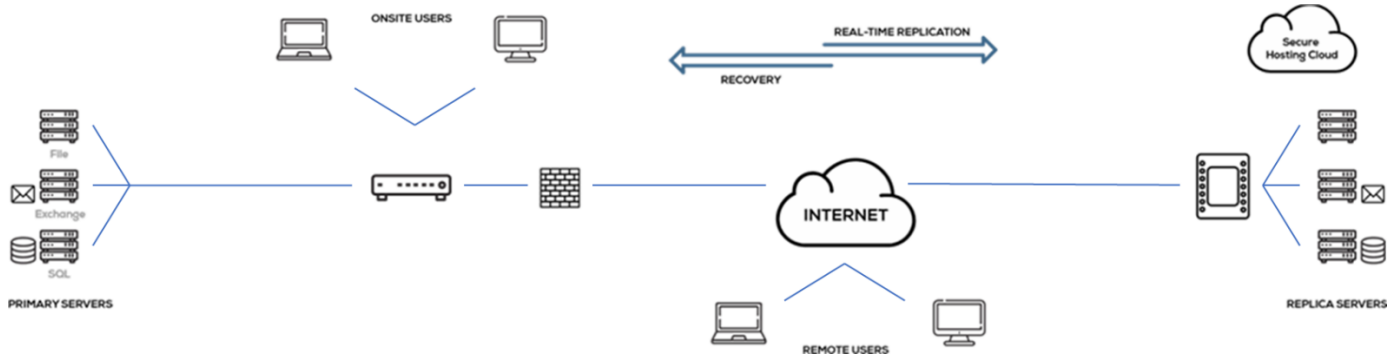 ONSITE USERS
REAL-TIME REPLICATION
RECOVERY
Secure
Hosting Cloud
File
Exchange
SQL
PRIMARY SERVERS
INTERNET
REMOTE USERS
REPLICA SERVERS